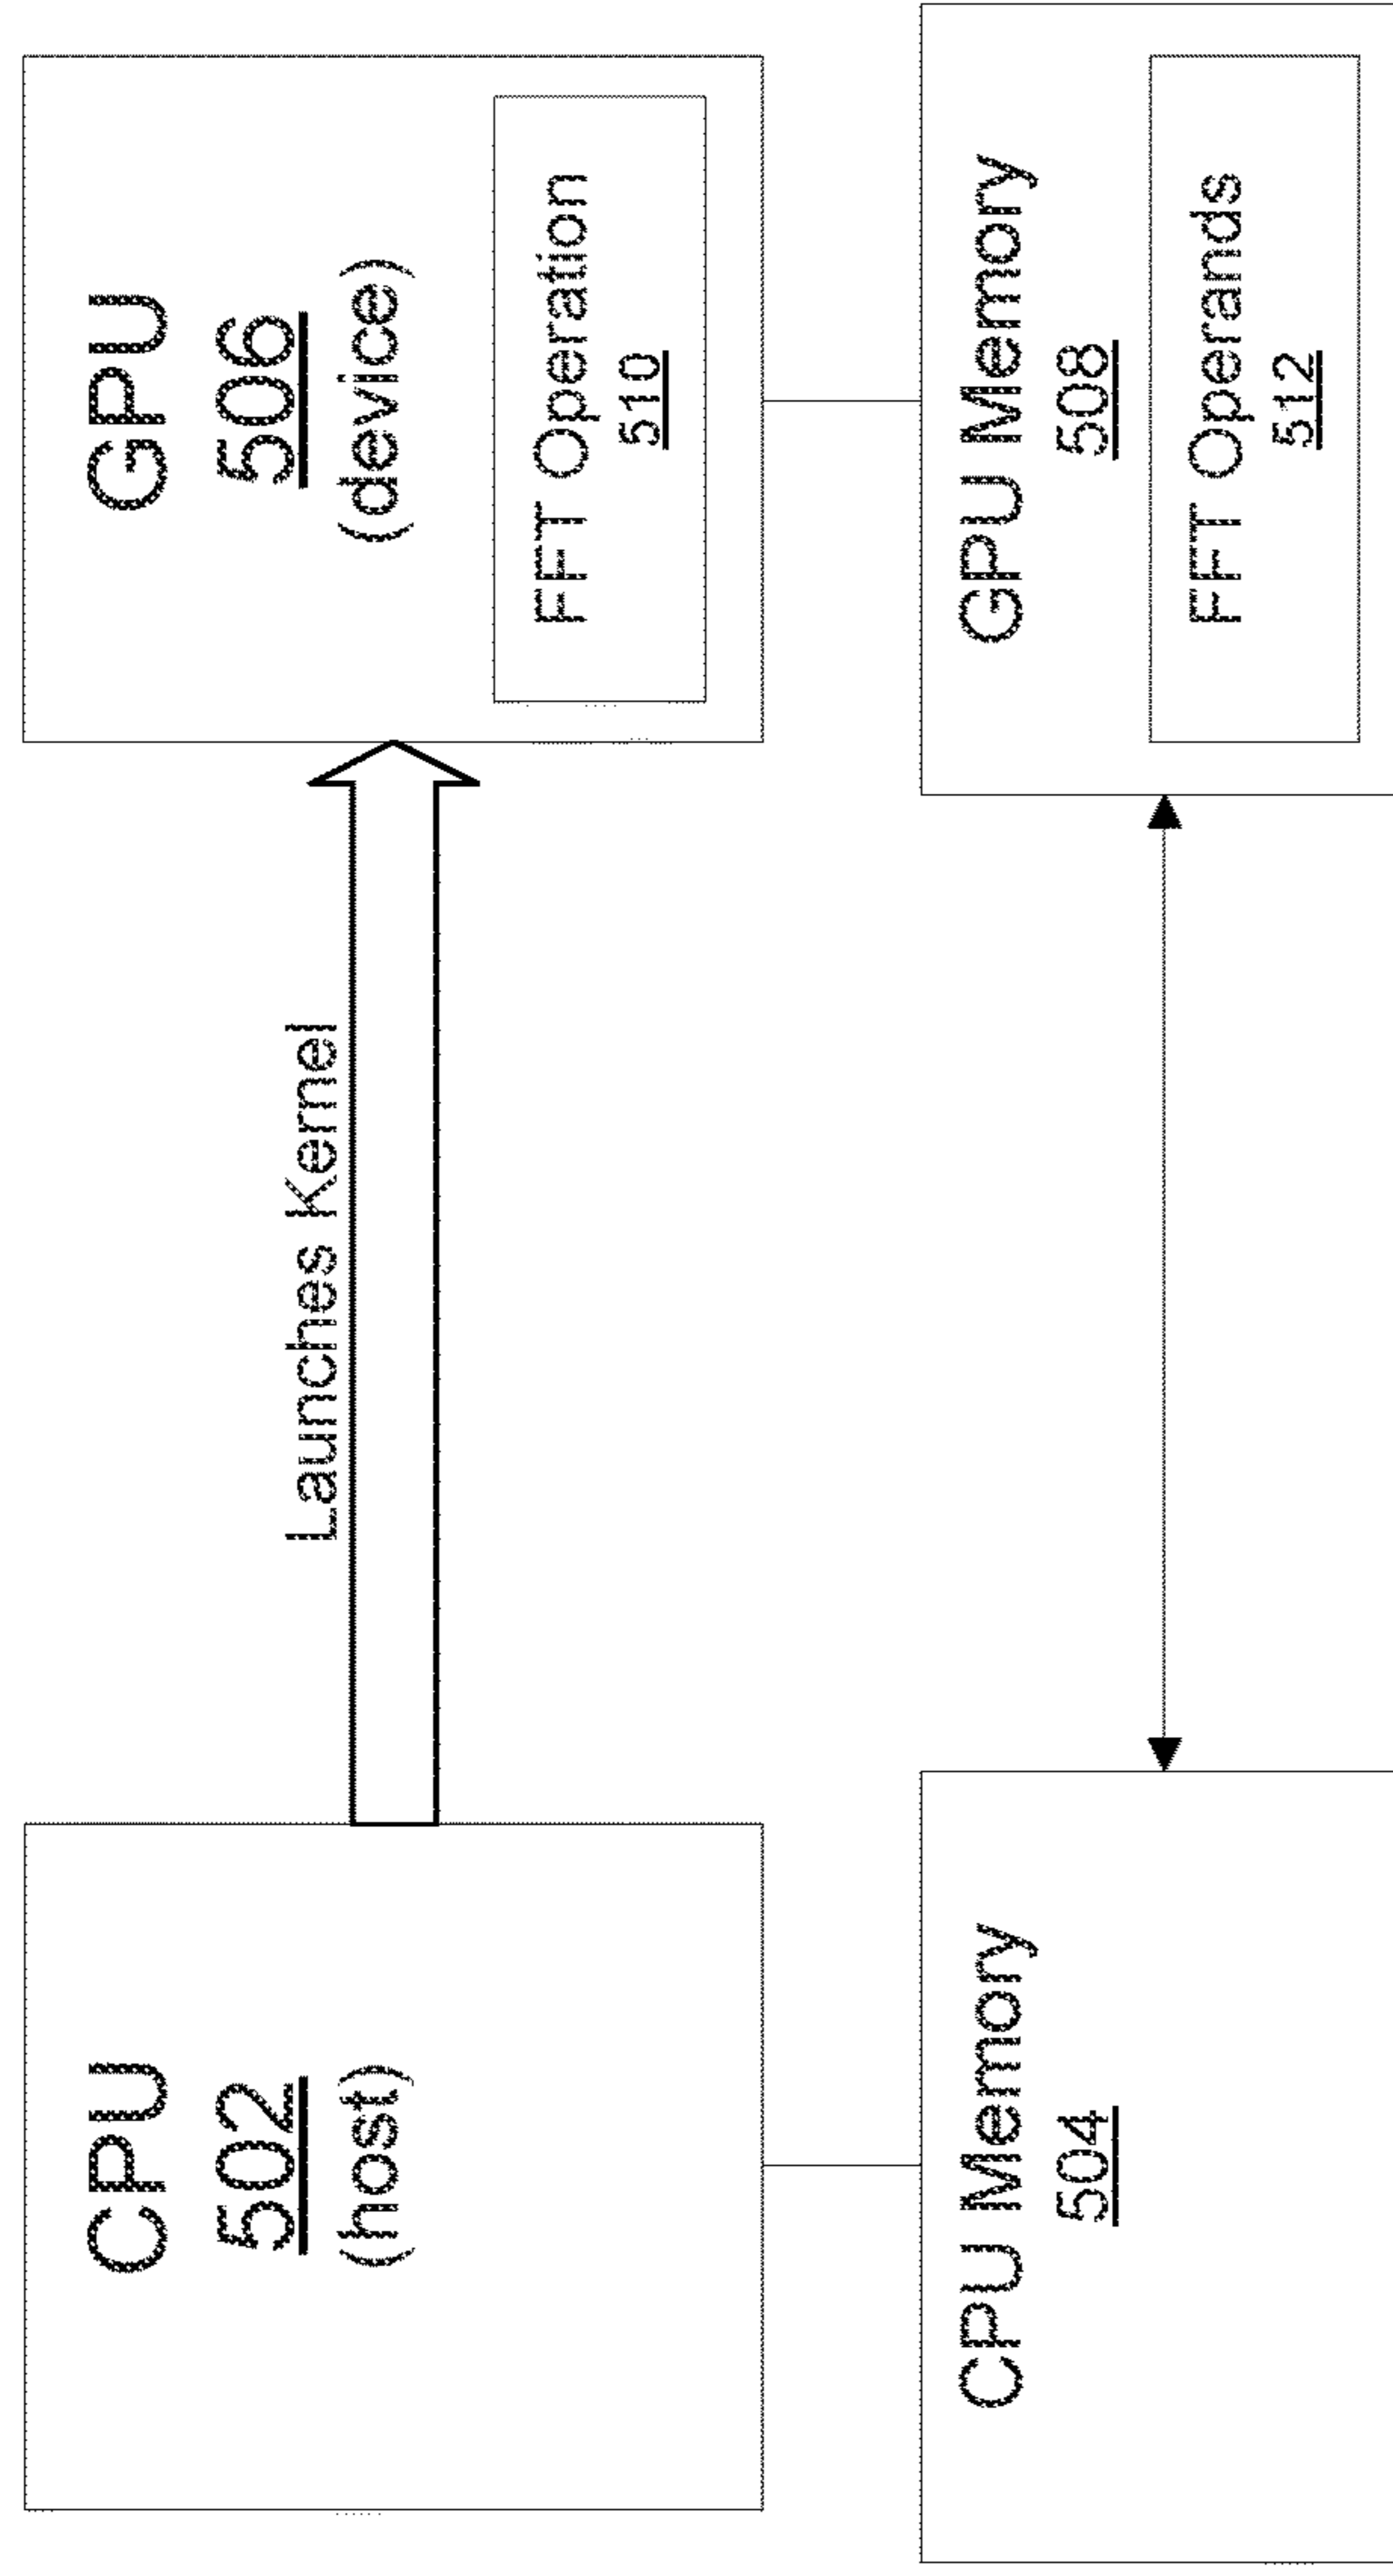 CPU
502
(host)
Launches Kernel
GPU
506
(device)
FFT Operation
510
CPU Memory
504
GPU Memory
508
FFT Operands
512